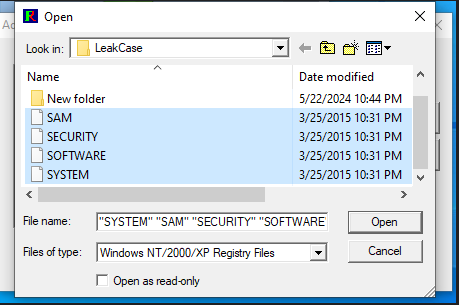 Open
Look in: LeakCase
Name Date modified
New folder 5/22/2024 10:44 PM
SAM 3/25/2015 10:31 PM
SECURITY 3/25/2015 10:31 PM
SOFTWARE 3/25/2015 10:31 PM
SYSTEM 3/25/2015 10:31 PM
File name: "SYSTEM" "SAM" "SECURITY" "SOFTWARE Open
Files of type: Windows NT/2000/XP Registry Files Cancel
Open as read-only